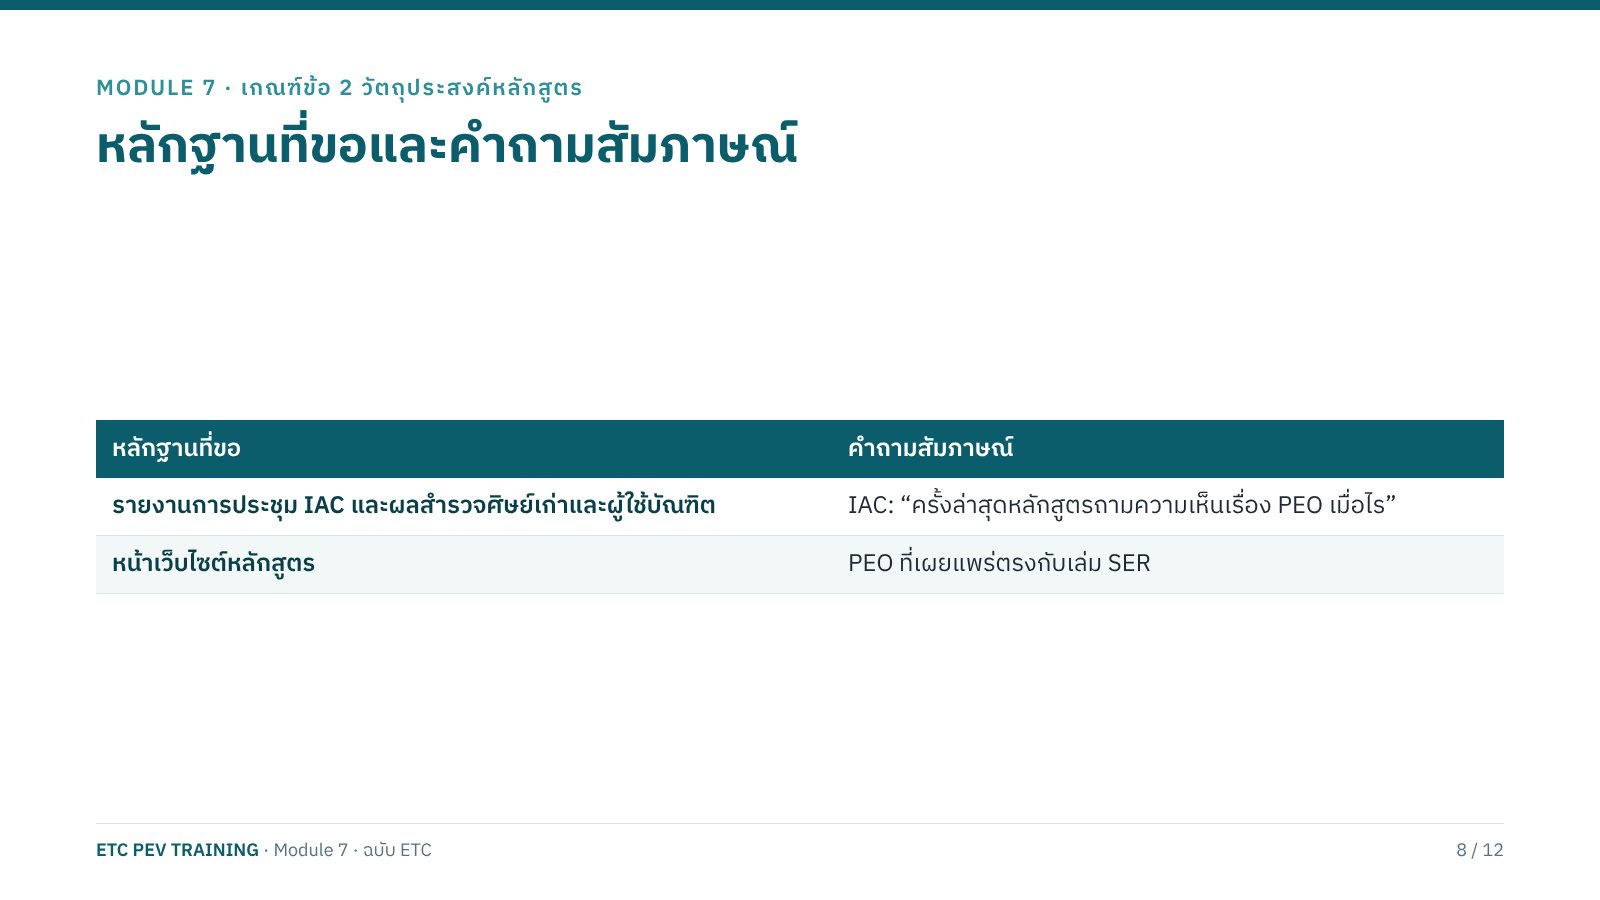 MODULE 7 · เกณฑ์ข้อ 2 วัตถุประสงค์หลักสูตร
หลักฐานที่ขอและคำถามสัมภาษณ์
หลักฐานที่ขอ
คำถามสัมภาษณ์
รายงานการประชุม IAC และผลสำรวจศิษย์เก่าและผู้ใช้บัณฑิต
IAC: “ครั้งล่าสุดหลักสูตรถามความเห็นเรื่อง PEO เมื่อไร”
หน้าเว็บไซต์หลักสูตร
PEO ที่เผยแพร่ตรงกับเล่ม SER
ETC PEV TRAINING · Module 7 · ฉบับ ETC
8 / 12